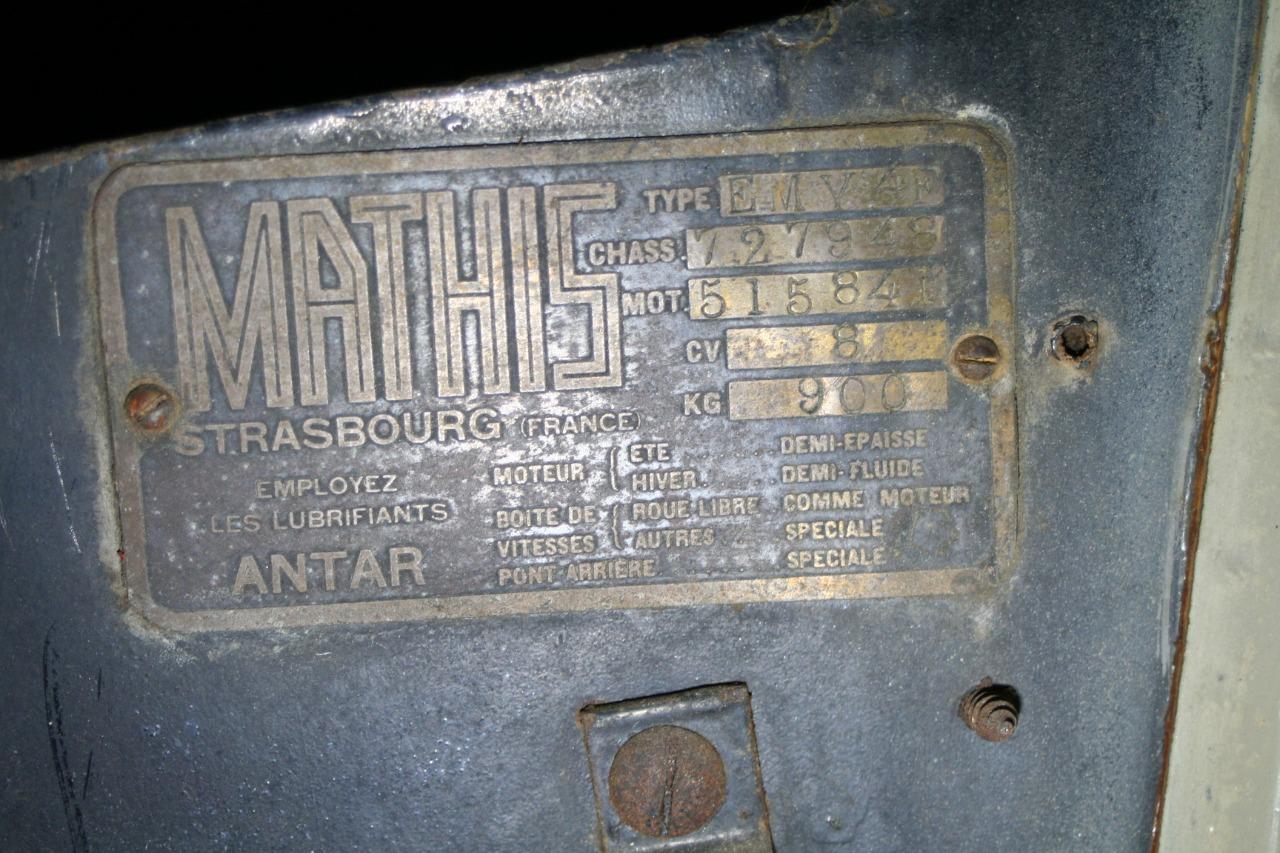 MATHIS
STRASBOURG (FRANCE)
TYPE EMY4F
CHASS. 727948
MOT. 515841
CV 8
KG 900
EMPLOYEZ
LES LUBRIFIANTS
ANTAR
MOTEUR { ETE ..... DEMI-EPAISSE
HIVER ..... DEMI-FLUIDE
BOITE DE VITESSES { ROUE LIBRE COMME MOTEUR
AUTRES ..... SPECIALE
PONT ARRIÈRE ..... SPECIALE